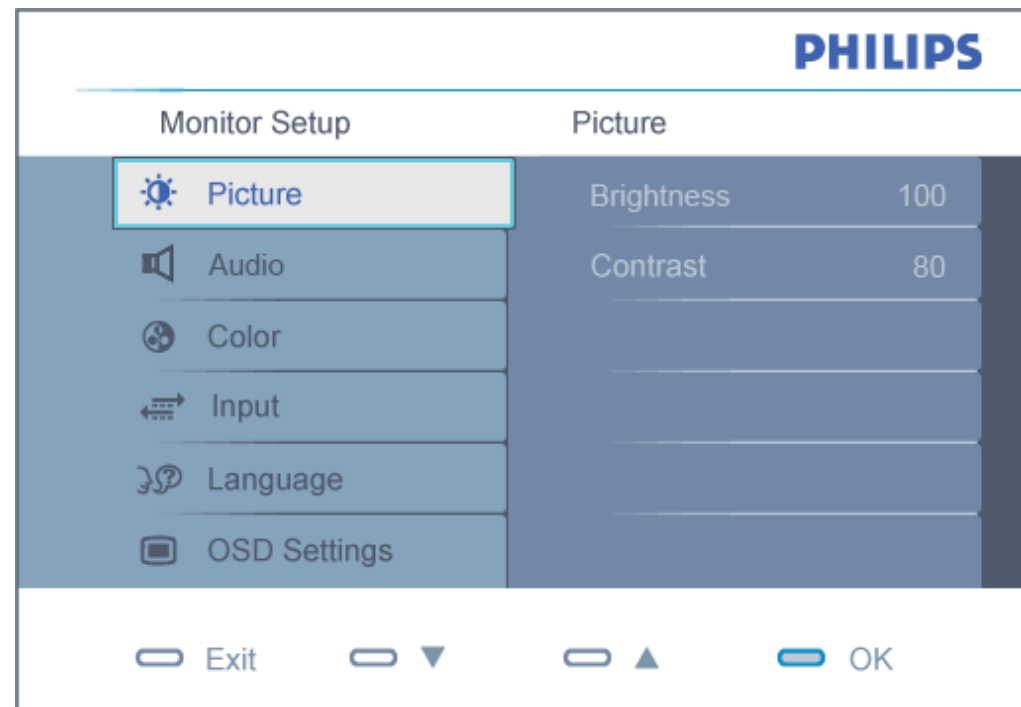 PHILIPS
Monitor Setup Picture
Picture Brightness 100
Audio Contrast 80
Color
Input
Language
OSD Settings
Exit ▼ ▲ OK